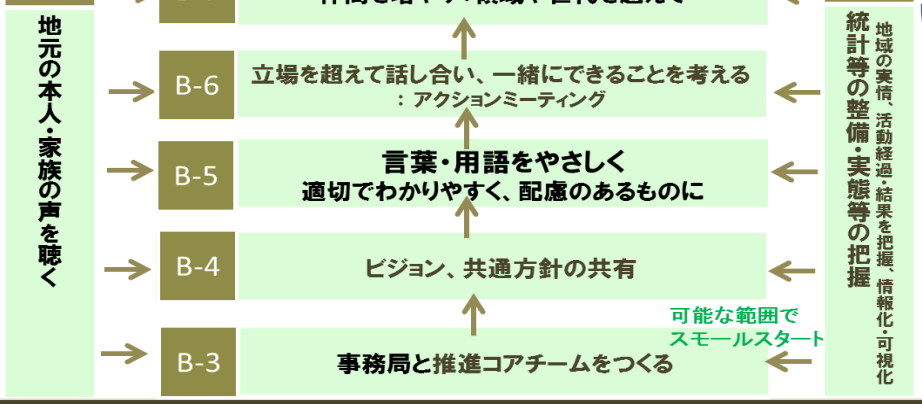 地元の本人・家族の声を聴く
B-6
立場を超えて話し合い、一緒にできることを考える
：アクションミーティング
B-5
言葉・用語をやさしく
適切でわかりやすく、配慮のあるものに
B-4
ビジョン、共通方針の共有
可能な範囲で
スモールスタート
B-3
事務局と推進コアチームをつくる
統計等の整備・実態等の把握
地域の実情、活動経過・結果を把握、情報化・可視化